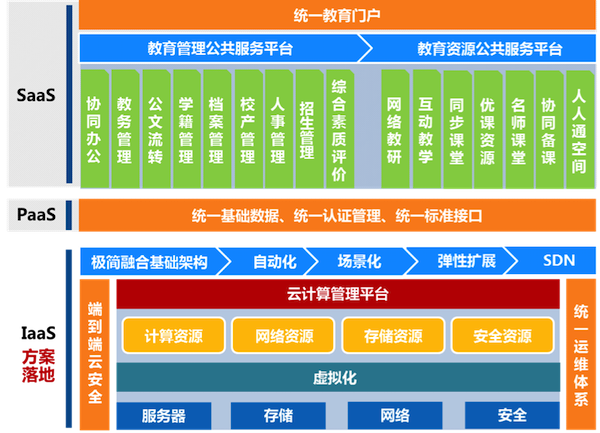 统一教育门户
SaaS
教育管理公共服务平台
教育资源公共服务平台
协同办公
教务管理
公文流转
学籍管理
档案管理
校产管理
人事管理
招生管理
综合素质评价
网络教研
互动教学
同步课堂
优课资源
名师课堂
协同备课
人人通空间
PaaS
统一基础数据、统一认证管理、统一标准接口
极简融合基础架构
自动化
场景化
弹性扩展
SDN
IaaS
方案
落地
端到端云安全
云计算管理平台
计算资源
网络资源
存储资源
安全资源
虚拟化
服务器
存储
网络
安全
统一运维体系